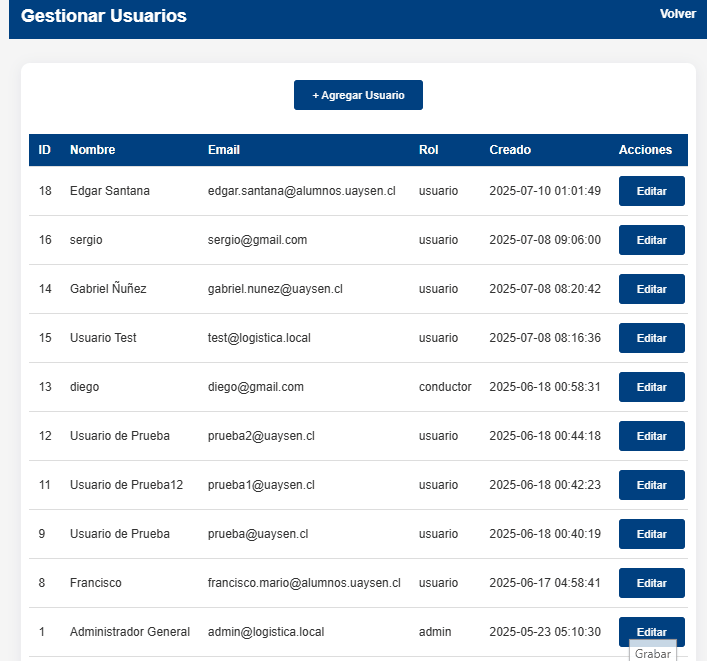 Gestionar Usuarios Volver
+ Agregar Usuario
ID Nombre Email Rol Creado Acciones
18 Edgar Santana edgar.santana@alumnos.uaysen.cl usuario 2025-07-10 01:01:49 Editar
16 sergio sergio@gmail.com usuario 2025-07-08 09:06:00 Editar
14 Gabriel Ñuñez gabriel.nunez@uaysen.cl usuario 2025-07-08 08:20:42 Editar
15 Usuario Test test@logistica.local usuario 2025-07-08 08:16:36 Editar
13 diego diego@gmail.com conductor 2025-06-18 00:58:31 Editar
12 Usuario de Prueba prueba2@uaysen.cl usuario 2025-06-18 00:44:18 Editar
11 Usuario de Prueba12 prueba1@uaysen.cl usuario 2025-06-18 00:42:23 Editar
9 Usuario de Prueba prueba@uaysen.cl usuario 2025-06-18 00:40:19 Editar
8 Francisco francisco.mario@alumnos.uaysen.cl usuario 2025-06-17 04:58:41 Editar
1 Administrador General admin@logistica.local admin 2025-05-23 05:10:30 Editar
Grabar